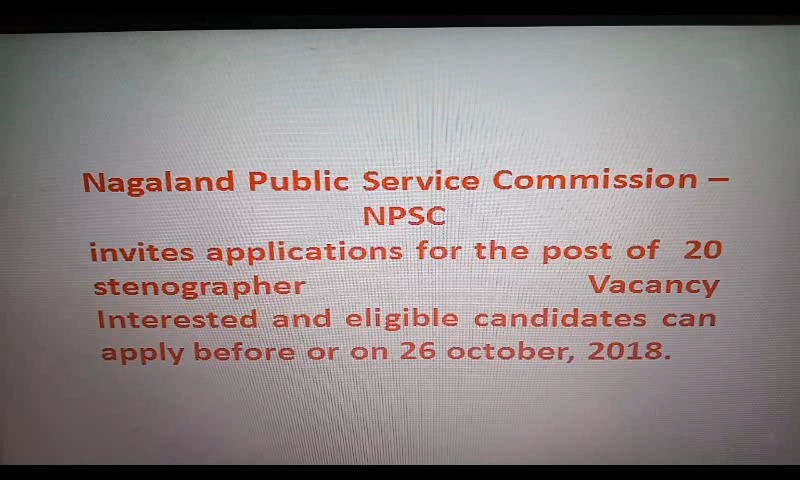 Nagaland Public Service Commission –
NPSC
invites applications for the post of 20
stenographer Vacancy
Interested and eligible candidates can
apply before or on 26 october, 2018.